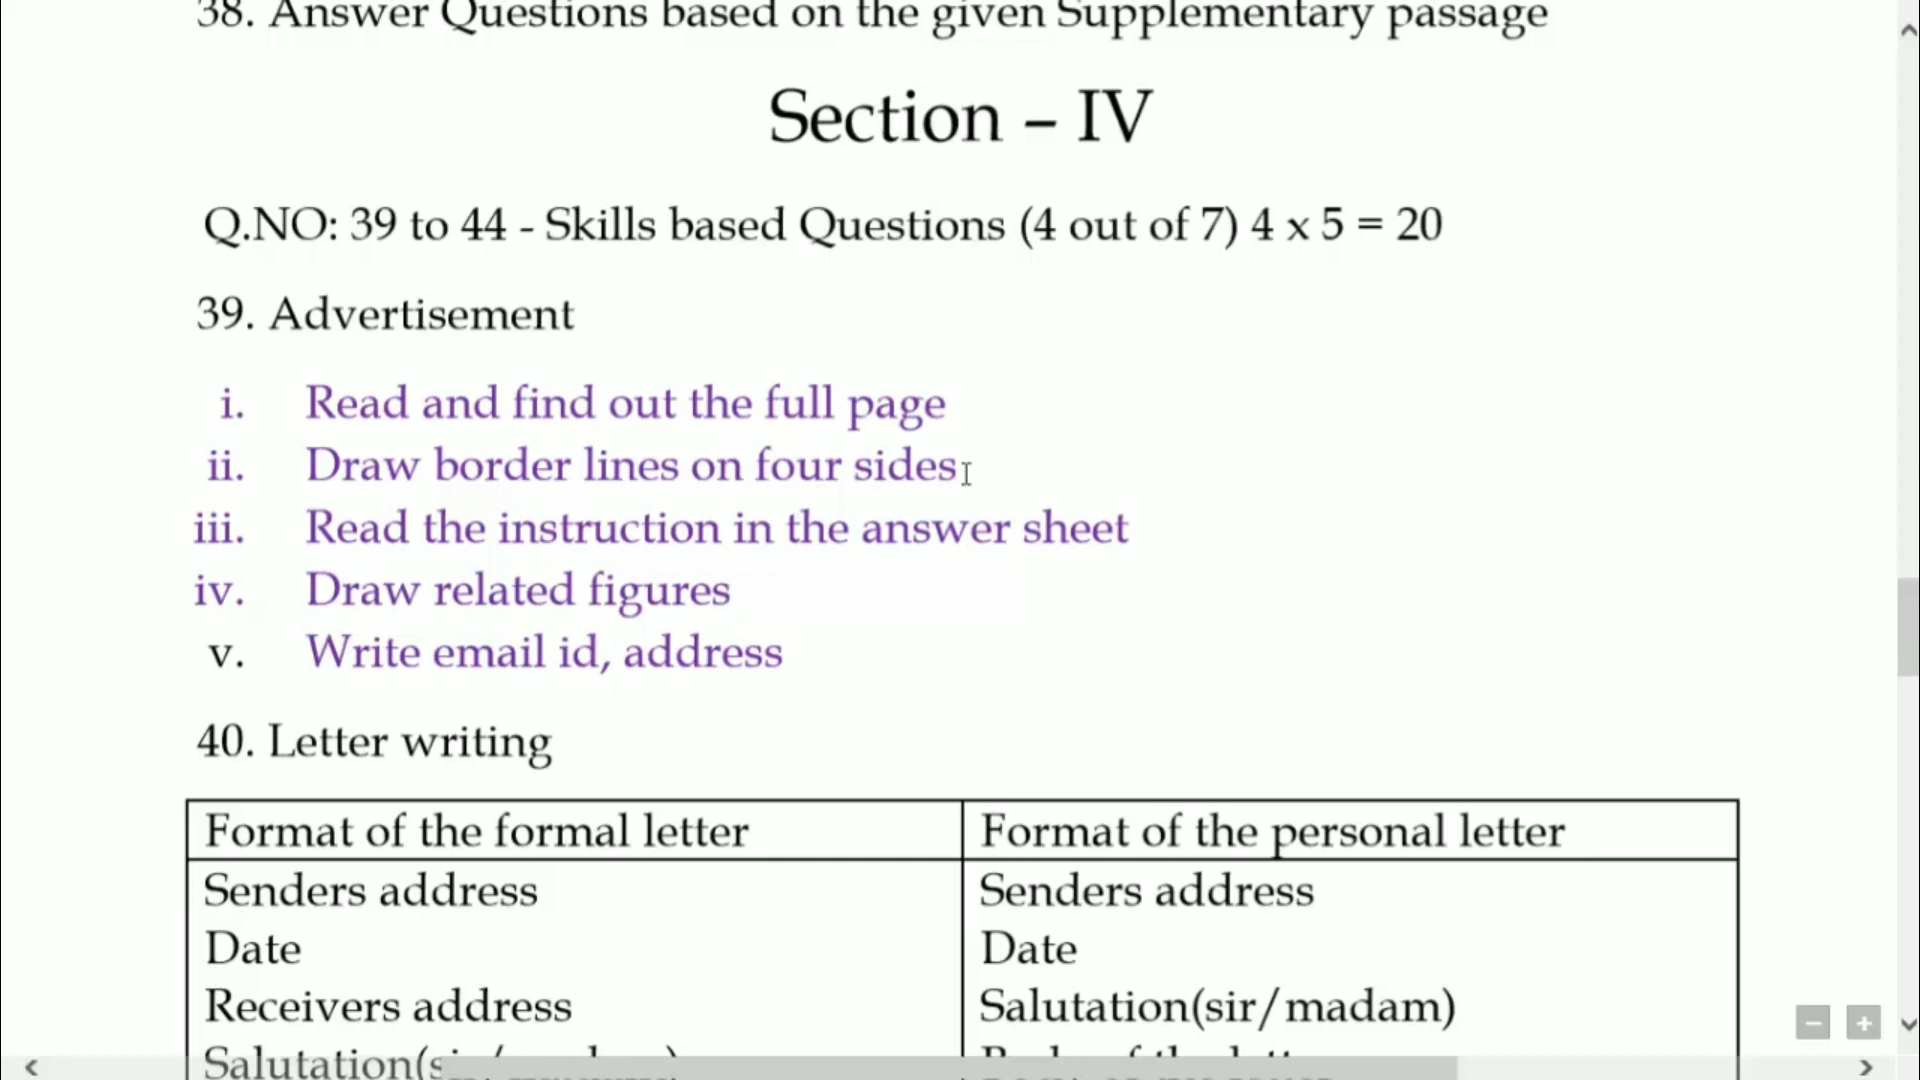 38. Answer Questions based on the given Supplementary passage
Section – IV
Q.NO: 39 to 44 - Skills based Questions (4 out of 7) 4 x 5 = 20
39. Advertisement
i. Read and find out the full page
ii. Draw border lines on four sides
iii. Read the instruction in the answer sheet
iv. Draw related figures
v. Write email id, address
40. Letter writing
Format of the formal letter
Format of the personal letter
Senders address
Senders address
Date
Date
Receivers address
Salutation(sir/madam)